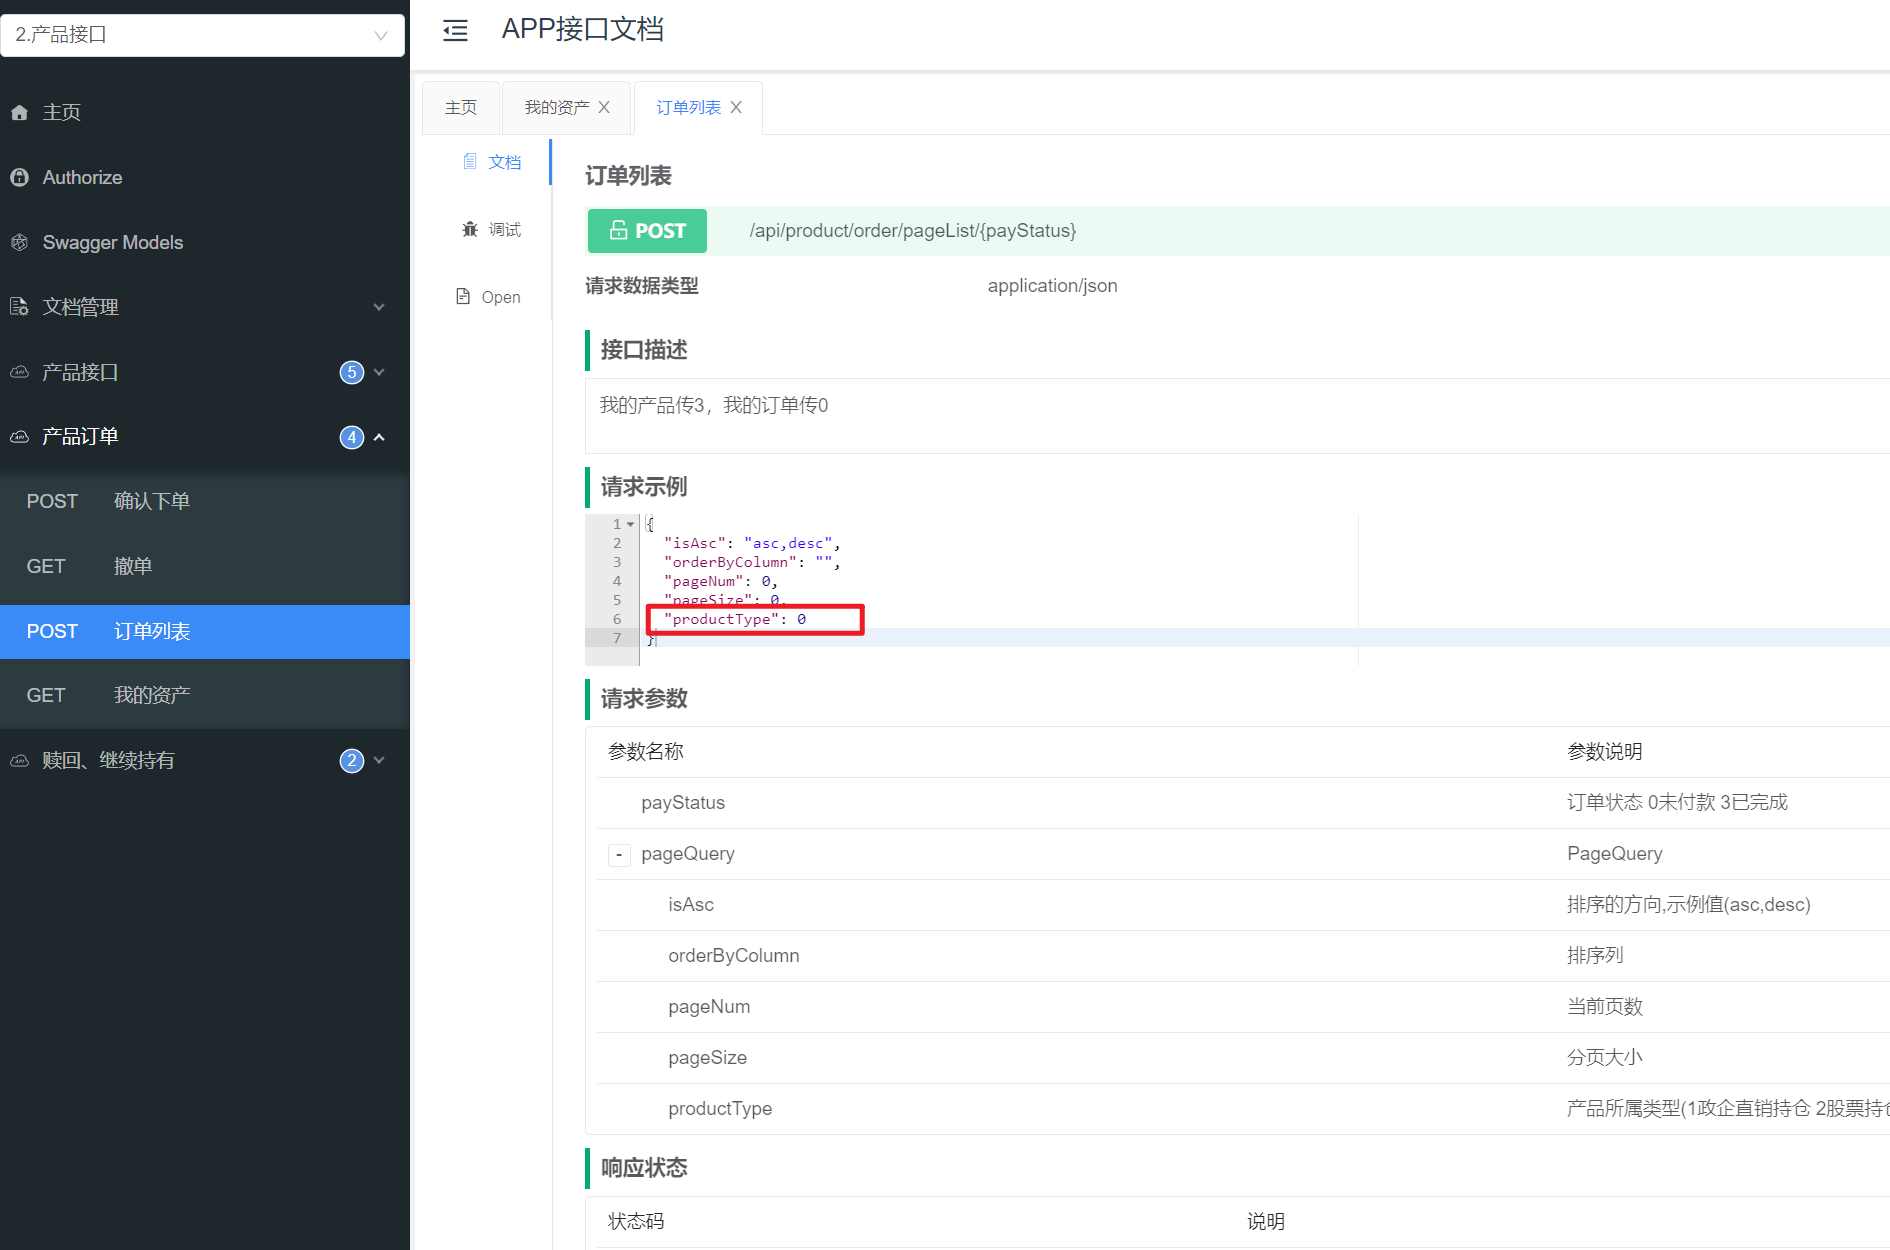 2.产品接口
主页
Authorize
Swagger Models
文档管理
产品接口 5
产品订单 4
POST 确认下单
GET 撤单
POST 订单列表
GET 我的资产
赎回、继续持有 2
APP接口文档
主页 我的资产 订单列表
文档
调试
Open
订单列表
POST /api/product/order/pageList/{payStatus}
请求数据类型 application/json
接口描述
我的产品传3，我的订单传0
请求示例
1 {
2 "isAsc": "asc,desc",
3 "orderByColumn": "",
4 "pageNum": 0,
5 "pageSize": 0,
6 "productType": 0
7 }
请求参数
参数名称 参数说明
payStatus 订单状态 0未付款 3已完成
- pageQuery PageQuery
isAsc 排序的方向,示例值(asc,desc)
orderByColumn 排序列
pageNum 当前页数
pageSize 分页大小
productType 产品所属类型(1政企直销持仓 2股票持
响应状态
状态码 说明